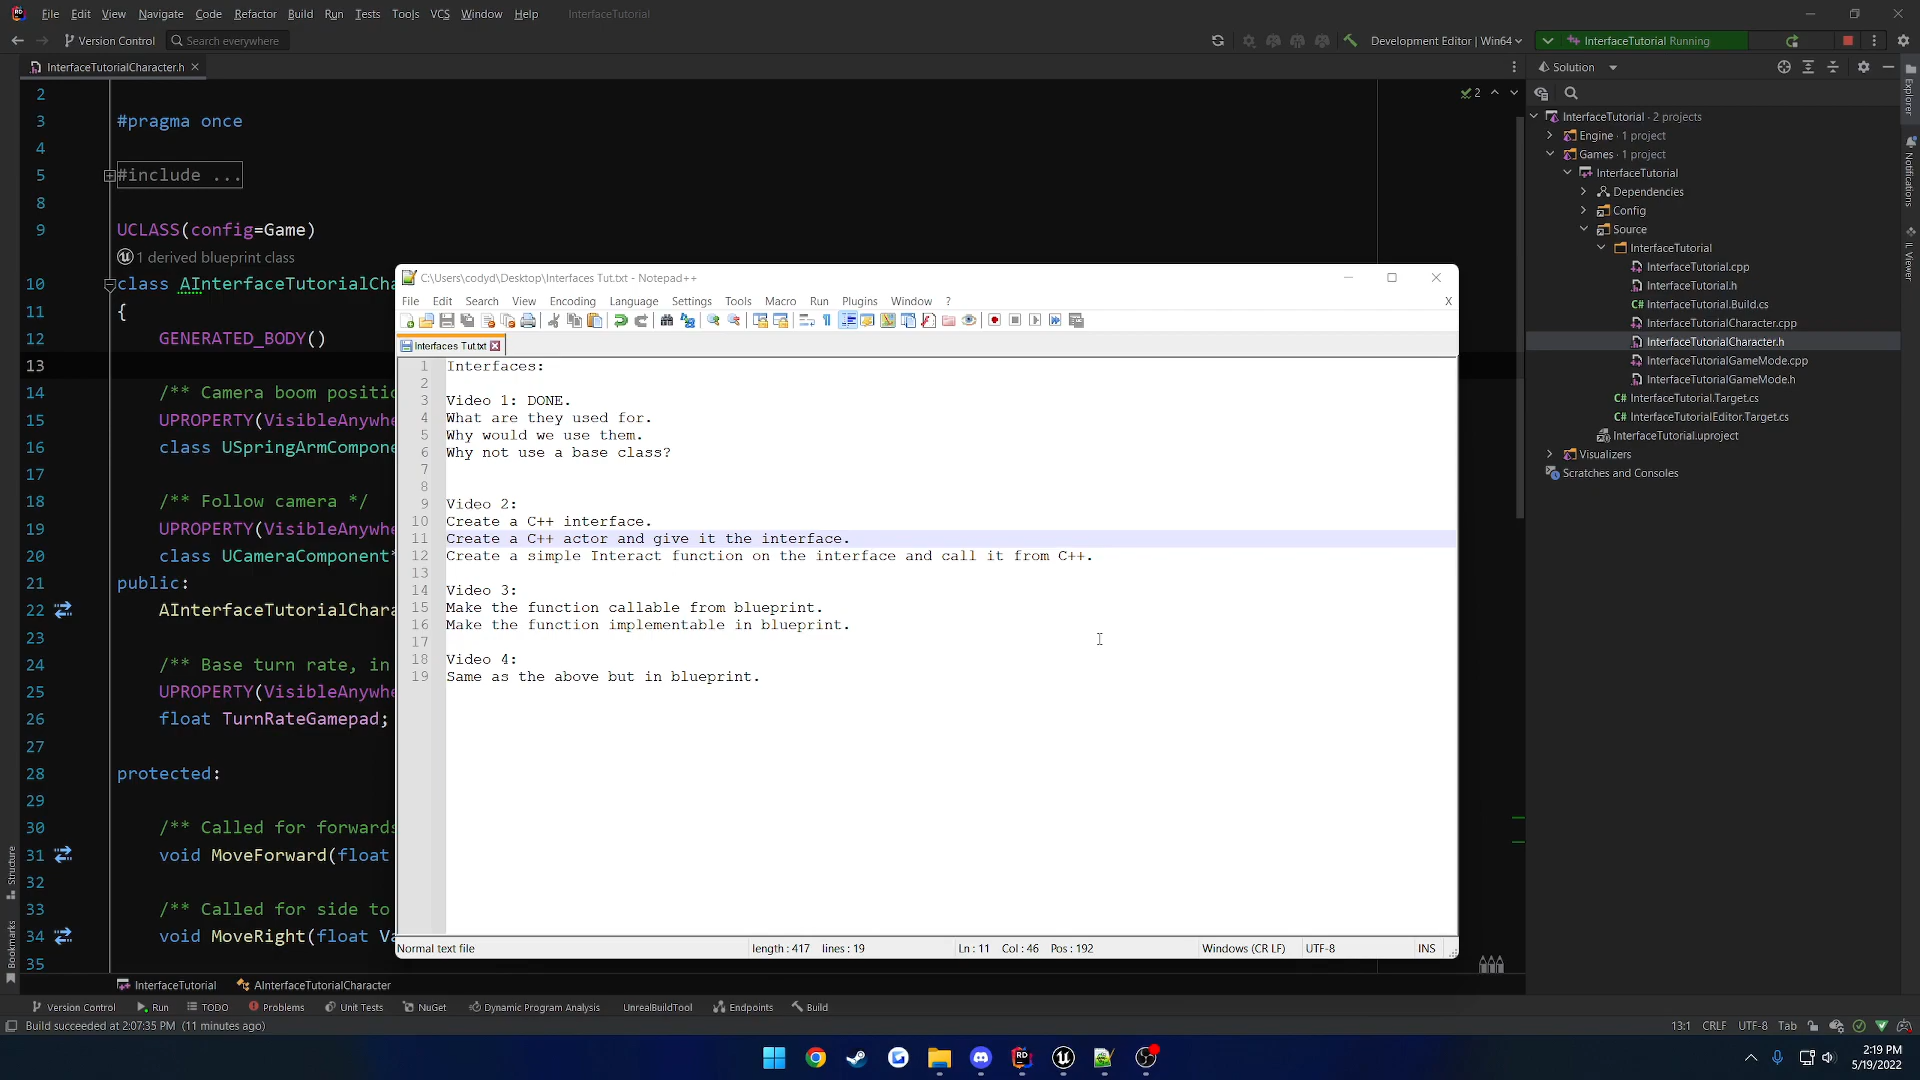 File Edit View Navigate Code Refactor Build Run Tests Tools VCS Window Help InterfaceTutorial
Version Control Search everywhere Development Editor | Win64 InterfaceTutorial Running
InterfaceTutorialCharacter.h
Solution
2
2
3 #pragma once
4
5 #include ...
8
9 UCLASS(config=Game)
1 derived blueprint class
10 class AInterfaceTutorialCha
11 {
12 GENERATED_BODY()
13
14 /** Camera boom positio
15 UPROPERTY(VisibleAnywhe
16 class USpringArmCompone
17
18 /** Follow camera */
19 UPROPERTY(VisibleAnywhe
20 class UCameraComponent
21 public:
22 AInterfaceTutorialChara
23
24 /** Base turn rate, in
25 UPROPERTY(VisibleAnywhe
26 float TurnRateGamepad;
27
28 protected:
29
30 /** Called for forwards
31 void MoveForward(float
32
33 /** Called for side to
34 void MoveRight(float Va
35
C:\Users\codyd\Desktop\Interfaces Tut.txt - Notepad++
File Edit Search View Encoding Language Settings Tools Macro Run Plugins Window ? X
Interfaces Tut.txt
1 Interfaces:
2
3 Video 1: DONE.
4 What are they used for.
5 Why would we use them.
6 Why not use a base class?
7
8
9 Video 2:
10 Create a C++ interface.
11 Create a C++ actor and give it the interface.
12 Create a simple Interact function on the interface and call it from C++.
13
14 Video 3:
15 Make the function callable from blueprint.
16 Make the function implementable in blueprint.
17
18 Video 4:
19 Same as the above but in blueprint.
Normal text file length : 417 lines : 19 Ln : 11 Col : 46 Pos : 192 Windows (CR LF) UTF-8 INS
InterfaceTutorial · 2 projects
Engine · 1 project
Games · 1 project
InterfaceTutorial
Dependencies
Config
Source
InterfaceTutorial
InterfaceTutorial.cpp
InterfaceTutorial.h
InterfaceTutorial.Build.cs
InterfaceTutorialCharacter.cpp
InterfaceTutorialCharacter.h
InterfaceTutorialGameMode.cpp
InterfaceTutorialGameMode.h
InterfaceTutorial.Target.cs
InterfaceTutorialEditor.Target.cs
InterfaceTutorial.uproject
Visualizers
Scratches and Consoles
Explorer
Notifications
IL Viewer
Structure
Bookmarks
InterfaceTutorial AInterfaceTutorialCharacter
Version Control Run TODO Problems Unit Tests NuGet Dynamic Program Analysis UnrealBuildTool Endpoints Build
Build succeeded at 2:07:35 PM (11 minutes ago) 13:1 CRLF UTF-8 Tab
2:19 PM
5/19/2022